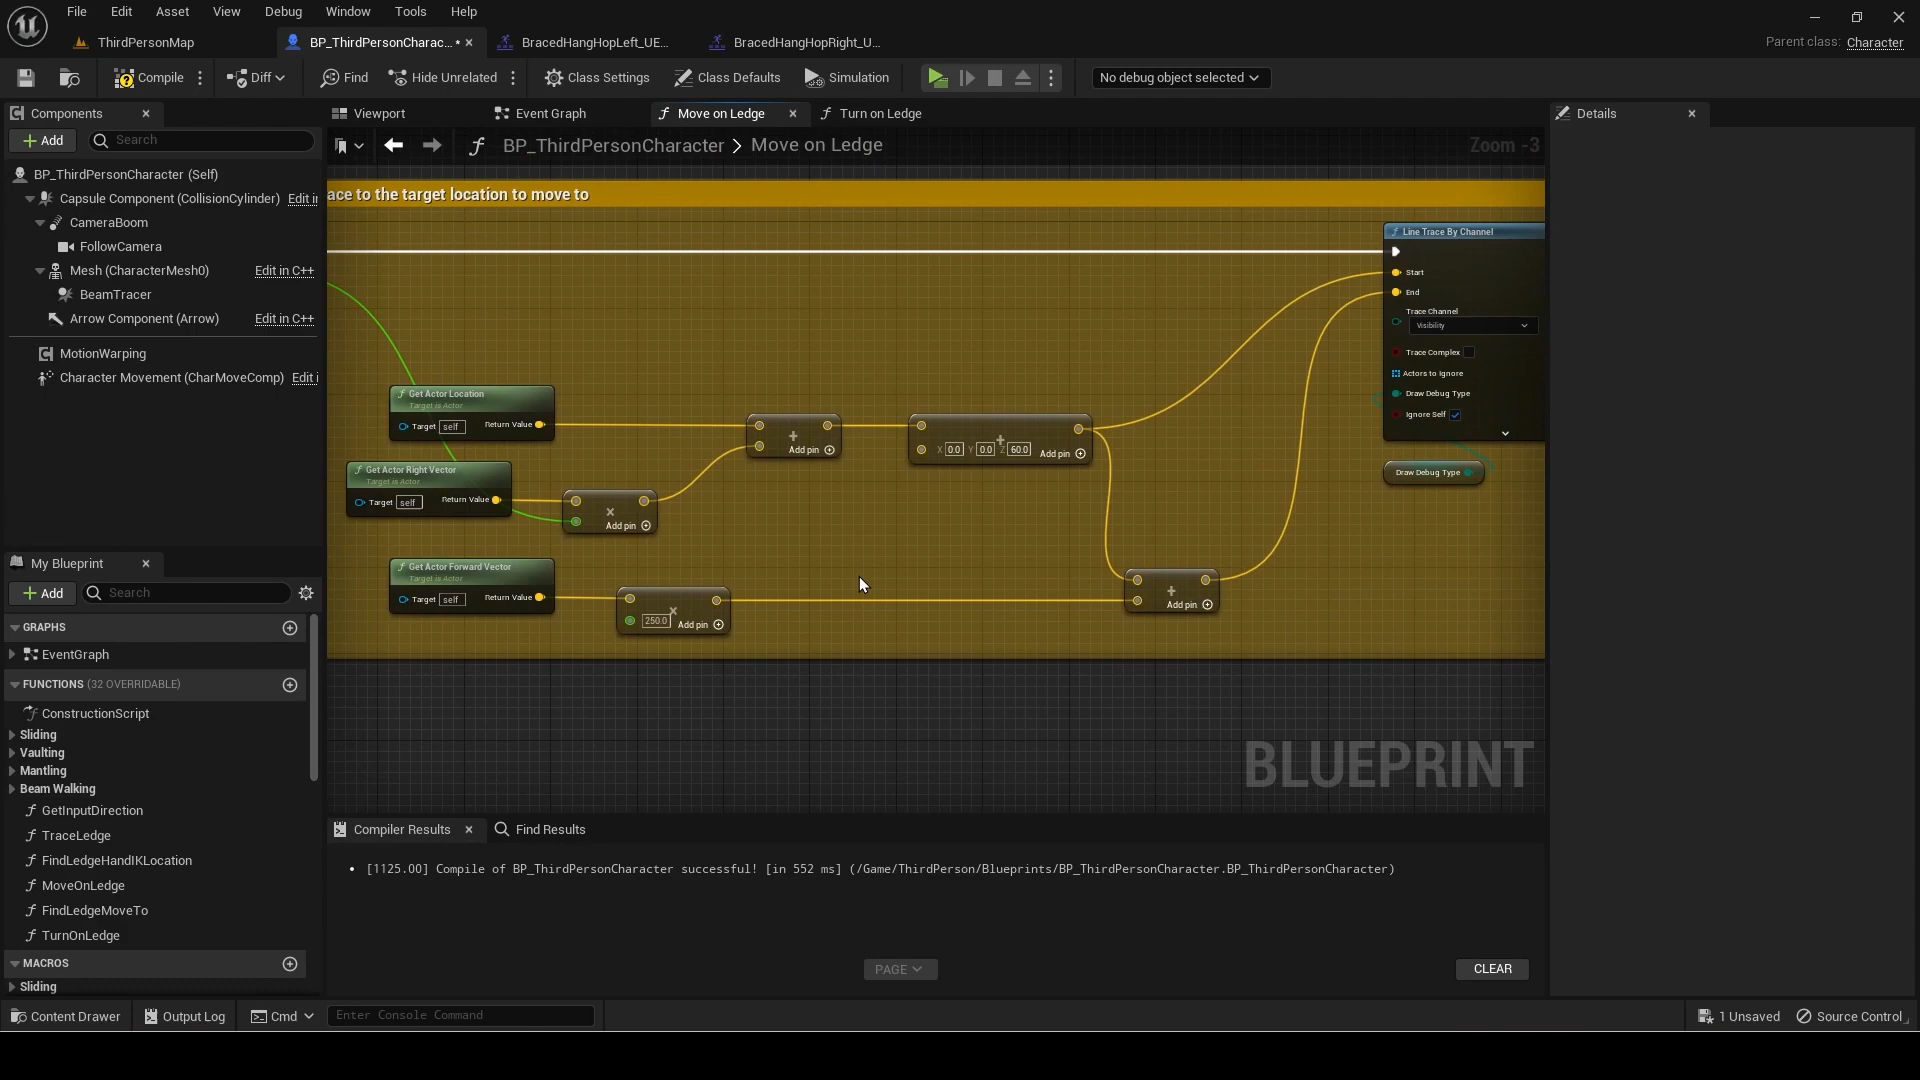 File Edit Asset View Debug Window Tools Help
ThirdPersonMap
BP_ThirdPersonCharac... •
BracedHangHopLeft_UE...
BracedHangHopRight_U...
Parent class: Character
Compile
Diff
Find
Hide Unrelated
Class Settings
Class Defaults
Simulation
No debug object selected
Components
Viewport
Event Graph
Move on Ledge
Turn on Ledge
Details
Add
Search
BP_ThirdPersonCharacter > Move on Ledge
Zoom -3
BP_ThirdPersonCharacter (Self)
Capsule Component (CollisionCylinder) Edit i
CameraBoom
FollowCamera
Mesh (CharacterMesh0) Edit in C++
BeamTracer
Arrow Component (Arrow) Edit in C++
MotionWarping
Character Movement (CharMoveComp) Edit i
ace to the target location to move to
Line Trace By Channel
Start
End
Trace Channel
Visibility
Trace Complex
Actors to Ignore
Draw Debug Type
Ignore Self
Draw Debug Type
Get Actor Location
Target is Actor
Target self Return Value
+
Add pin
+
X 0.0 Y 0.0 Z 60.0 Add pin
Get Actor Right Vector
Target is Actor
Target self Return Value
×
Add pin
Get Actor Forward Vector
Target is Actor
Target self Return Value
×
250.0 Add pin
+
Add pin
BLUEPRINT
My Blueprint
Add
Search
GRAPHS
EventGraph
FUNCTIONS (32 OVERRIDABLE)
ConstructionScript
Sliding
Vaulting
Mantling
Beam Walking
GetInputDirection
TraceLedge
FindLedgeHandIKLocation
MoveOnLedge
FindLedgeMoveTo
TurnOnLedge
MACROS
Sliding
Compiler Results
Find Results
• [1125.00] Compile of BP_ThirdPersonCharacter successful! [in 552 ms] (/Game/ThirdPerson/Blueprints/BP_ThirdPersonCharacter.BP_ThirdPersonCharacter)
PAGE
CLEAR
Content Drawer
Output Log
Cmd
Enter Console Command
1 Unsaved
Source Control